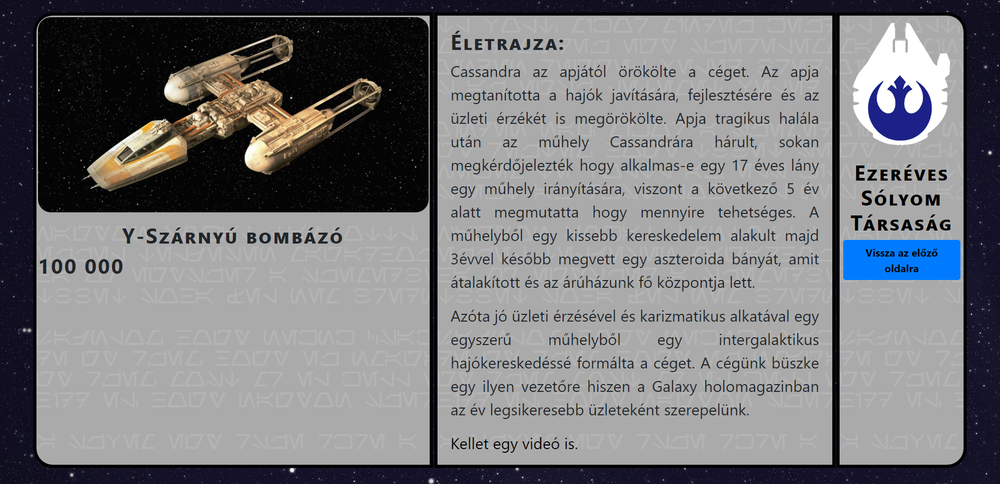 Y-Szárnyú bombázó
100 000
Életrajza:
Cassandra az apjától örökölte a céget. Az apja
megtanította a hajók javítására, fejlesztésére és az
üzleti érzékét is megörökölte. Apja tragikus halála
után az műhely Cassandrára hárult, sokan
megkérdőjelezték hogy alkalmas-e egy 17 éves lány
egy műhely irányítására, viszont a következő 5 év
alatt megmutatta hogy mennyire tehetséges. A
műhelyből egy kissebb kereskedelem alakult majd
3évvel később megvett egy aszteroida bányát, amit
átalakított és az árúházunk fő központja lett.
Azóta jó üzleti érzésével és karizmatikus alkatával egy
egyszerű műhelyből egy intergalaktikus
hajókereskedéssé formálta a céget. A cégünk büszke
egy ilyen vezetőre hiszen a Galaxy holomagazinban
az év legsikeresebb üzleteként szerepelünk.
Kellet egy videó is.
Ezeréves
Sólyom
Társaság
Vissza az előző
oldalra